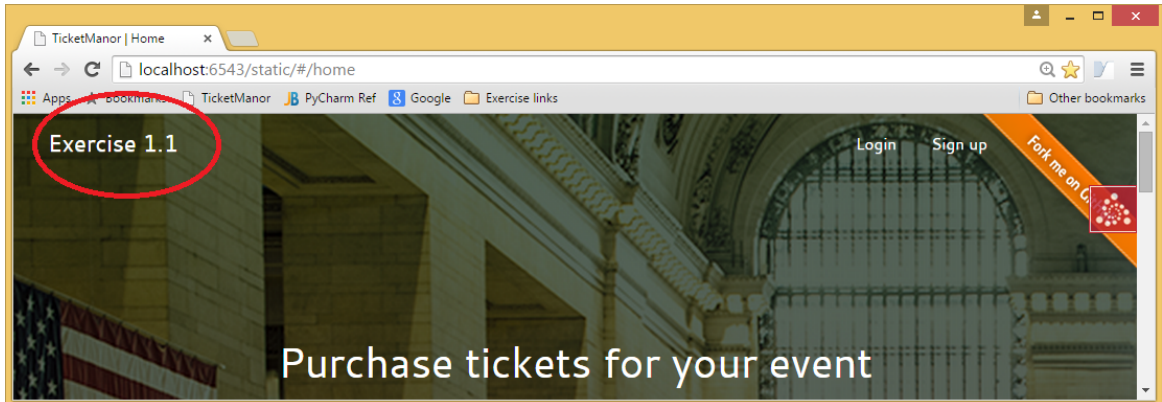 TicketManor | Home
localhost:6543/static/#/home
Apps Bookmarks TicketManor PyCharm Ref Google Exercise links Other bookmarks
Exercise 1.1 Login Sign up
Fork me on
Purchase tickets for your event